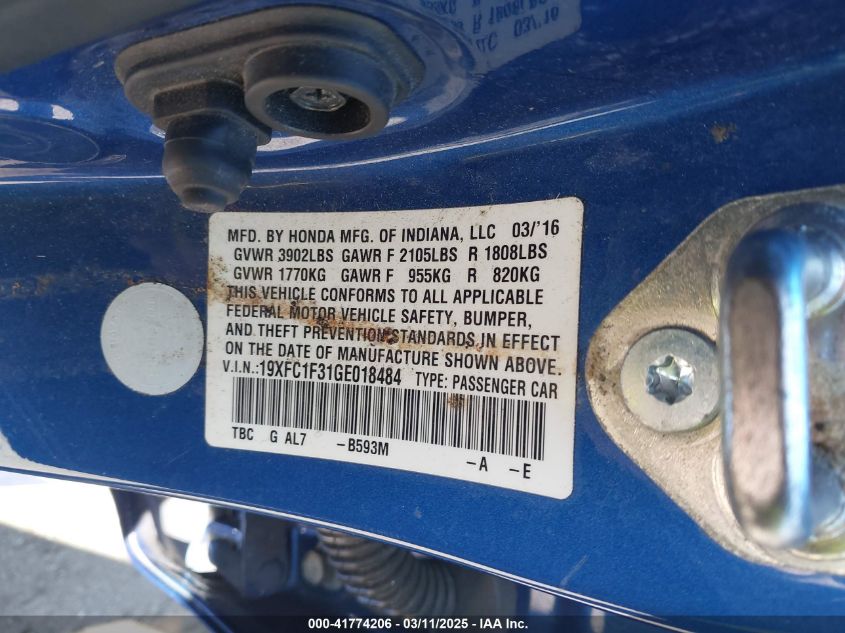 MFD. BY HONDA MFG. OF INDIANA, LLC 03/'16
GVWR 3902LBS GAWR F 2105LBS R 1808LBS
GVWR 1770KG GAWR F 955KG R 820KG
THIS VEHICLE CONFORMS TO ALL APPLICABLE
FEDERAL MOTOR VEHICLE SAFETY, BUMPER,
AND THEFT PREVENTION STANDARDS IN EFFECT
ON THE DATE OF MANUFACTURE SHOWN ABOVE.
V.I.N.:19XFC1F31GE018484 TYPE: PASSENGER CAR
TBC G AL7 -B593M
-A -E
000-41774206 - 03/11/2025 - IAA Inc.